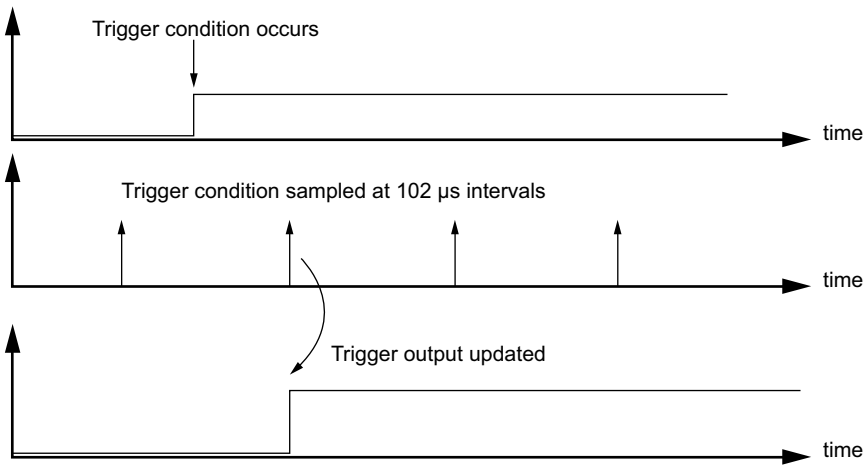 Trigger condition occurs
time
Trigger condition sampled at 102 µs intervals
time
Trigger output updated
time